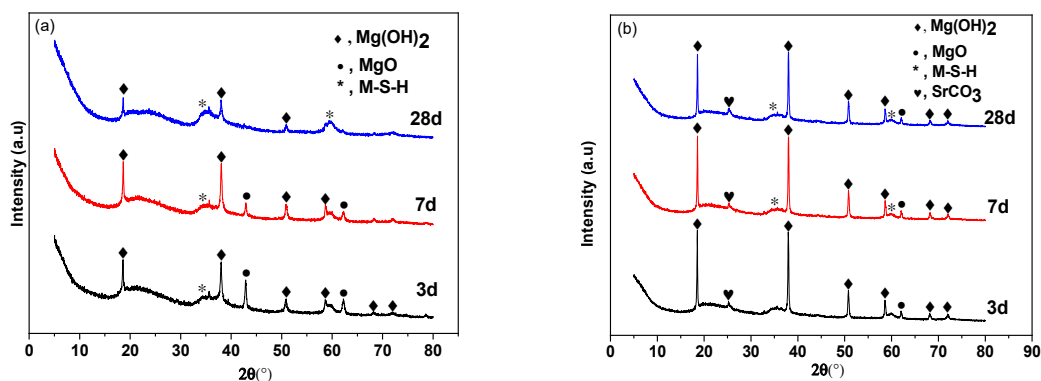 (a)
♦, Mg(OH)2
●, MgO
*, M-S-H
28d
7d
3d
Intensity (a.u)
0 10 20 30 40 50 60 70 80
2θ(°)
(b)
♦, Mg(OH)2
●, MgO
*, M-S-H
♥, SrCO3
28d
7d
3d
Intensity (a.u)
0 10 20 30 40 50 60 70 80 90
2θ(°)